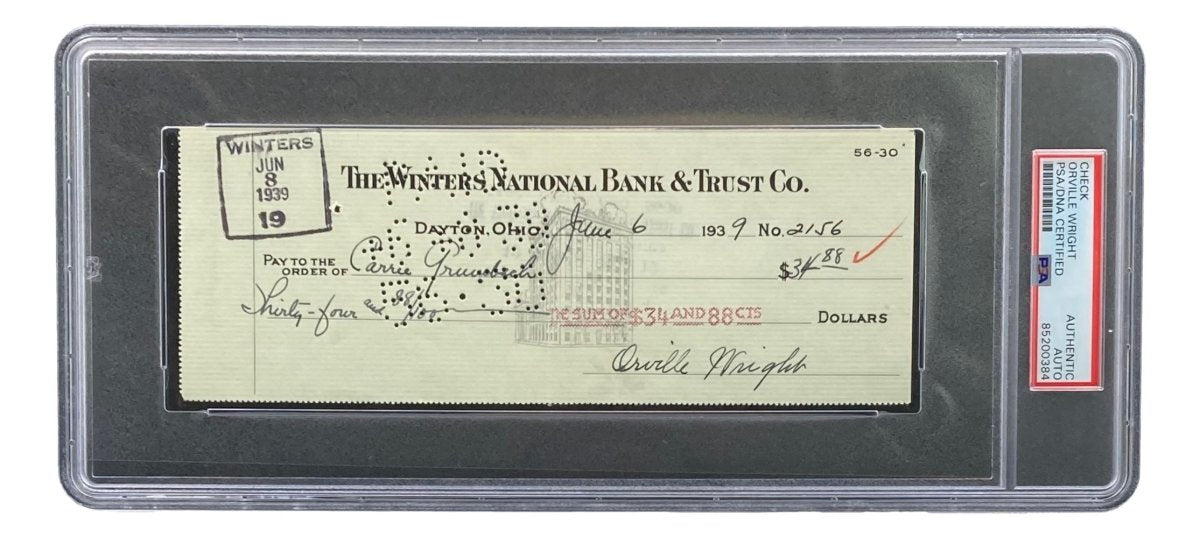 WINTERS
JUN
8
1939
19
56-30
THE WINTERS NATIONAL BANK & TRUST CO.
DAYTON, OHIO, June 6 1939 No. 2156
PAY TO THE
ORDER OF Carrie Grumbach $34 88
Thirty-four and 88/100 THE SUM OF $34 AND 88 CTS DOLLARS
Orville Wright
CHECK
ORVILLE WRIGHT
PSA/DNA CERTIFIED
PSA
AUTHENTIC
AUTO
85200384